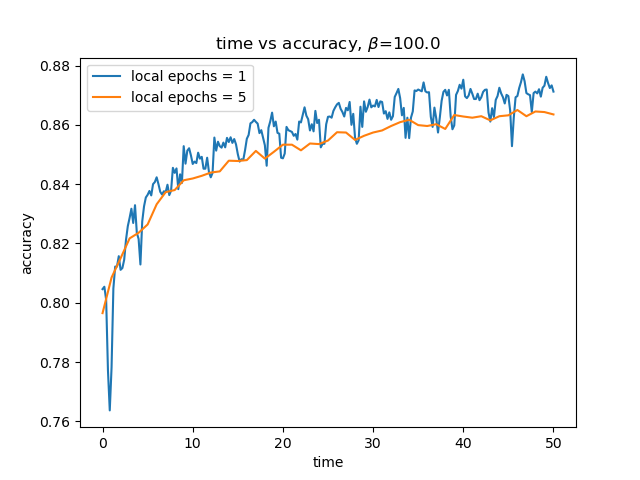 time vs accuracy, β=100.0
local epochs = 1
local epochs = 5
accuracy
0.88
0.86
0.84
0.82
0.80
0.78
0.76
0 10 20 30 40 50
time